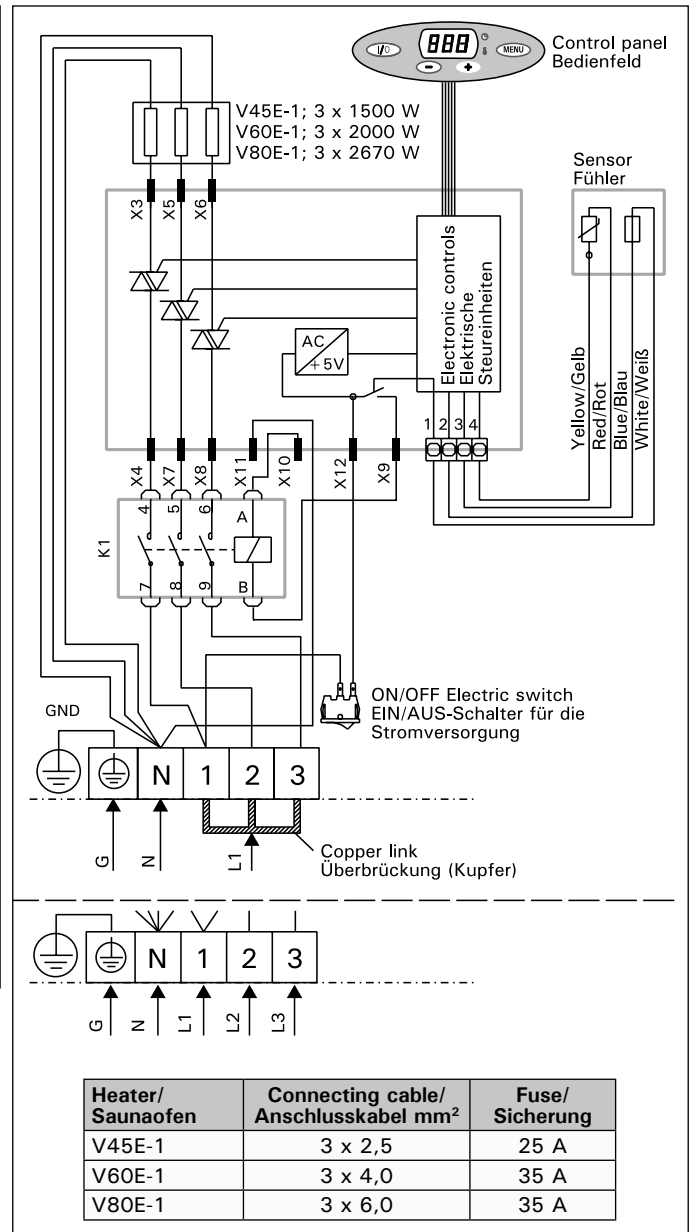 I/O
888
MENU
− +
Control panel
Bedienfeld
V45E-1; 3 x 1500 W
V60E-1; 3 x 2000 W
V80E-1; 3 x 2670 W
Sensor
Fühler
X3
X5
X6
Electronic controls
Elektrische
Steureinheiten
AC
+5V
Yellow/Gelb
Red/Rot
Blue/Blau
White/Weiß
1 2 3 4
X4
X7
X8
X11
X10
X12
X9
4 5 6 A
K1
7 8 9 B
ON/OFF Electric switch
EIN/AUS-Schalter für die
Stromversorgung
GND
N 1 2 3
G
N
L1
Copper link
Überbrückung (Kupfer)
N 1 2 3
G
N
L1
L2
L3
Heater/ Connecting cable/ Fuse/
Saunaofen Anschlusskabel mm² Sicherung
V45E-1 3 x 2,5 25 A
V60E-1 3 x 4,0 35 A
V80E-1 3 x 6,0 35 A